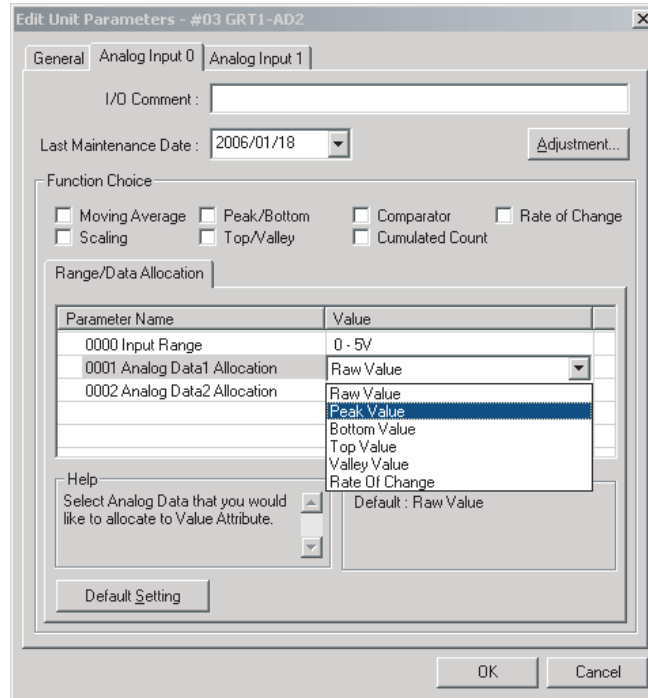 Edit Unit Parameters - #03 GRT1-AD2
General Analog Input 0 Analog Input 1
I/O Comment :
Last Maintenance Date : 2006/01/18 Adjustment...
Function Choice
Moving Average Peak/Bottom Comparator Rate of Change
Scaling Top/Valley Cumulated Count
Range/Data Allocation
Parameter Name Value
0000 Input Range 0 - 5V
0001 Analog Data1 Allocation Raw Value
0002 Analog Data2 Allocation
Raw Value
Peak Value
Bottom Value
Top Value
Valley Value
Rate Of Change
Help
Select Analog Data that you would
like to allocate to Value Attribute.
Default : Raw Value
Default Setting
OK Cancel